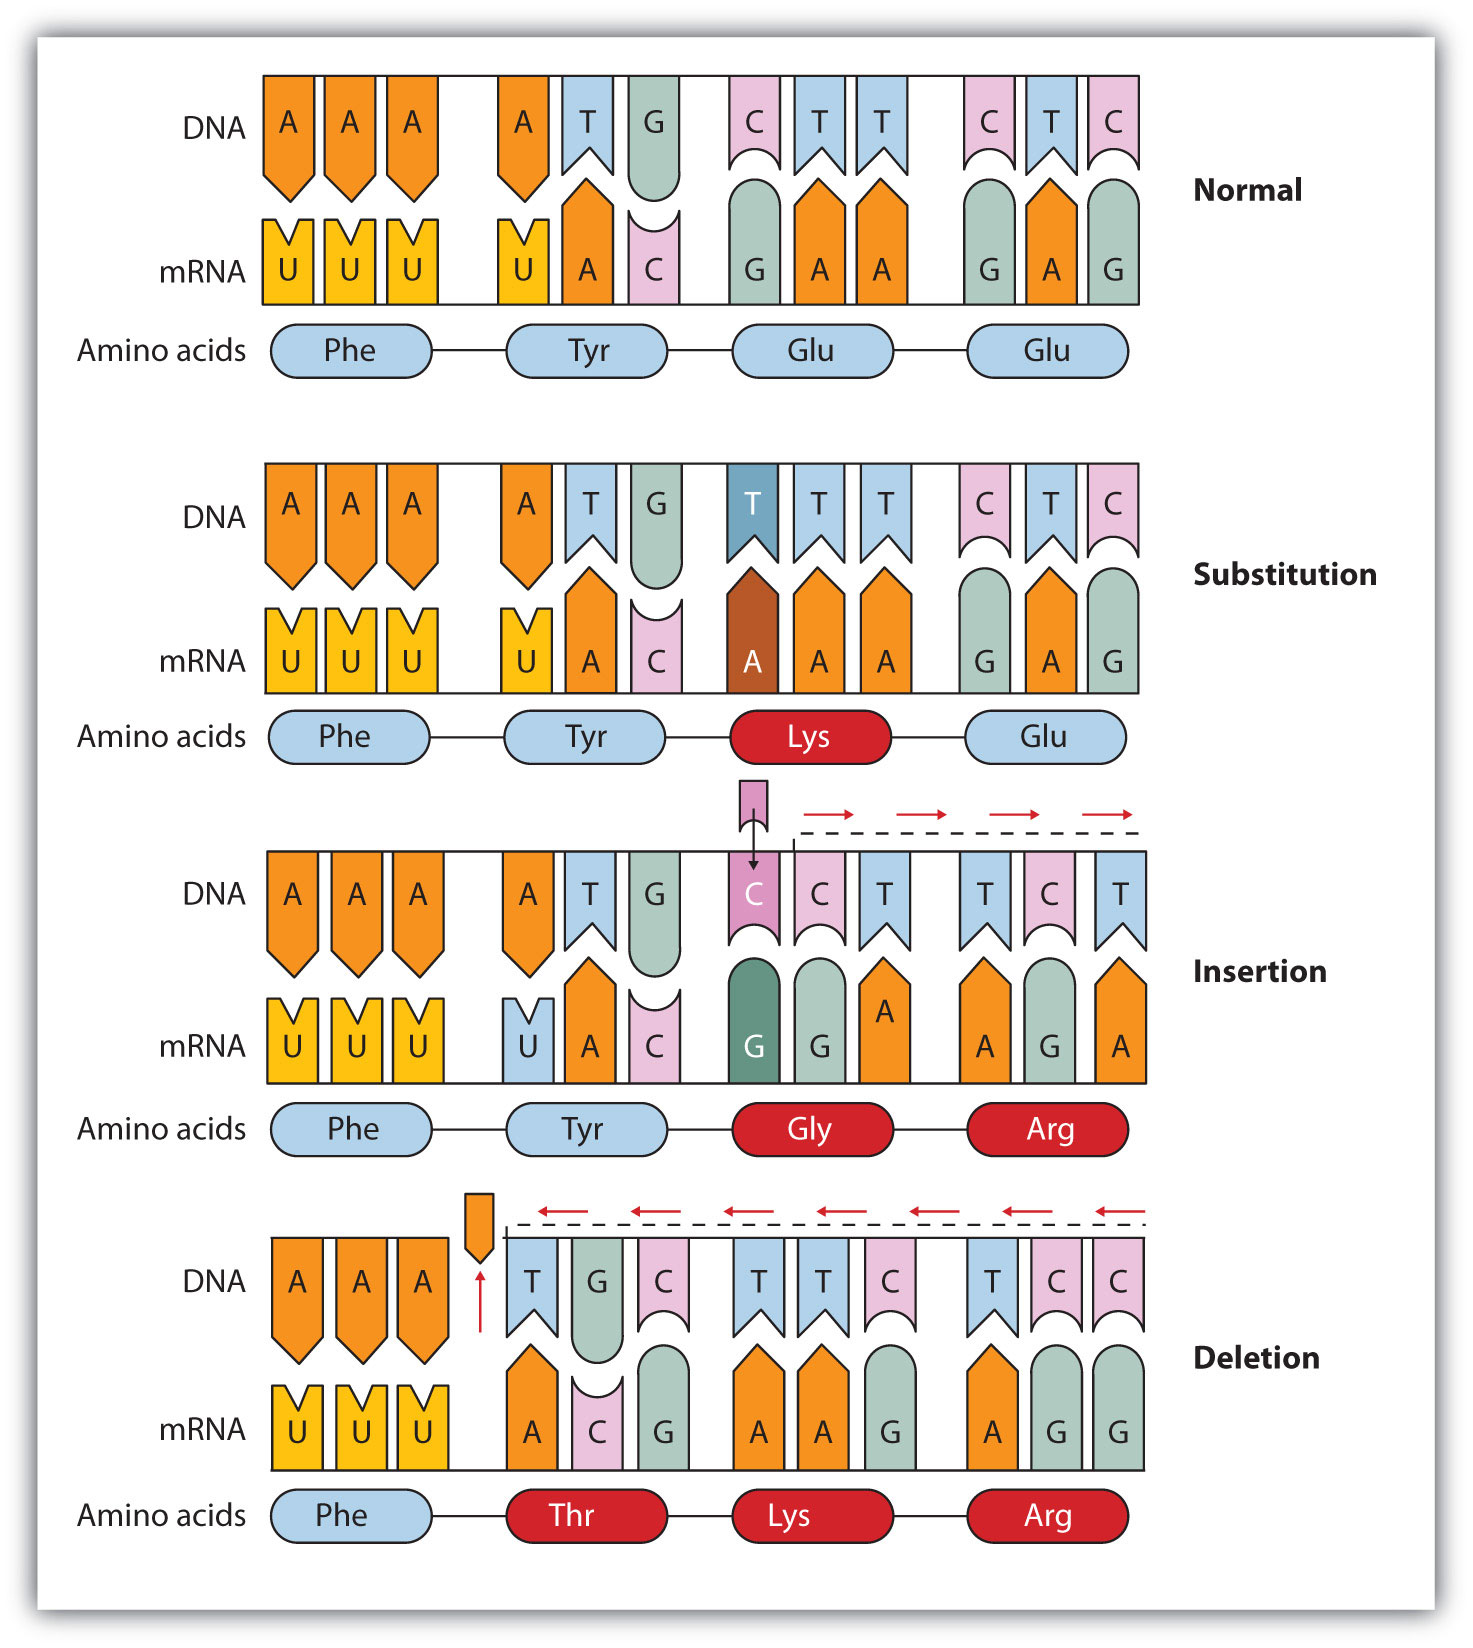 DNA A A A A T G C T T C T C
Normal
mRNA U U U U A C G A A G A G
Amino acids Phe Tyr Glu Glu
DNA A A A A T G T T T C T C
Substitution
mRNA U U U U A C A A A G A G
Amino acids Phe Tyr Lys Glu
DNA A A A A T G C C T T C T
Insertion
mRNA U U U U A C G G A A G A
Amino acids Phe Tyr Gly Arg
DNA A A A T G C T T C T C C
Deletion
mRNA U U U A C G A A G A G G
Amino acids Phe Thr Lys Arg